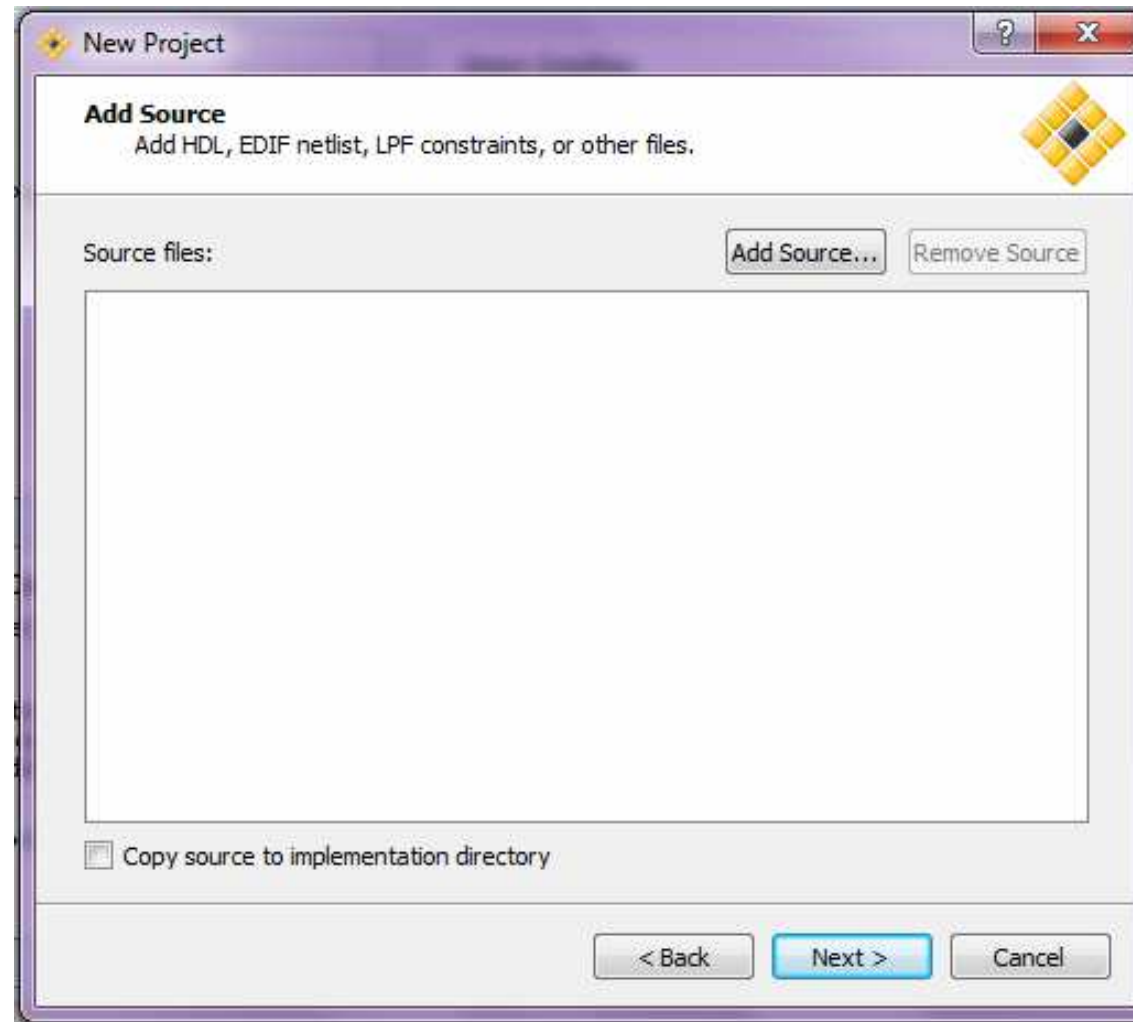 New Project
?
Add Source
Add HDL, EDIF netlist, LPF constraints, or other files.
Source files:
Add Source...
Remove Source
Copy source to implementation directory
< Back
Next >
Cancel